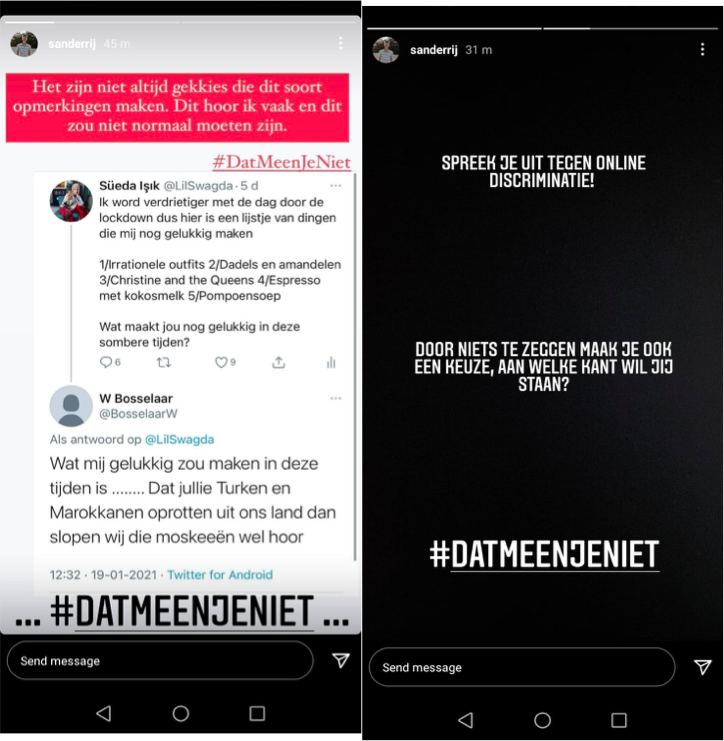 sanderrij 45 m
Het zijn niet altijd gekkies die dit soort
opmerkingen maken. Dit hoor ik vaak en dit
zou niet normaal moeten zijn.
#DatMeenJeNiet
Süeda Işık @LilSwagda · 5 d
Ik word verdrietiger met de dag door de
lockdown dus hier is een lijstje van dingen
die mij nog gelukkig maken
1/Irrationele outfits 2/Dadels en amandelen
3/Christine and the Queens 4/Espresso
met kokosmelk 5/Pompoensoep
Wat maakt jou nog gelukkig in deze
sombere tijden?
6 9
W Bosselaar
@BosselaarW
Als antwoord op @LilSwagda
Wat mij gelukkig zou maken in deze
tijden is ........ Dat jullie Turken en
Marokkanen oprotten uit ons land dan
slopen wij die moskeeën wel hoor
12:32 · 19-01-2021 · Twitter for Android
... #DATMEENJENIET ...
Send message
sanderrij 31 m
SPREEK JE UIT TEGEN ONLINE
DISCRIMINATIE!
DOOR NIETS TE ZEGGEN MAAK JE OOK
EEN KEUZE, AAN WELKE KANT WIL JIJ
STAAN?
#DATMEENJENIET
Send message